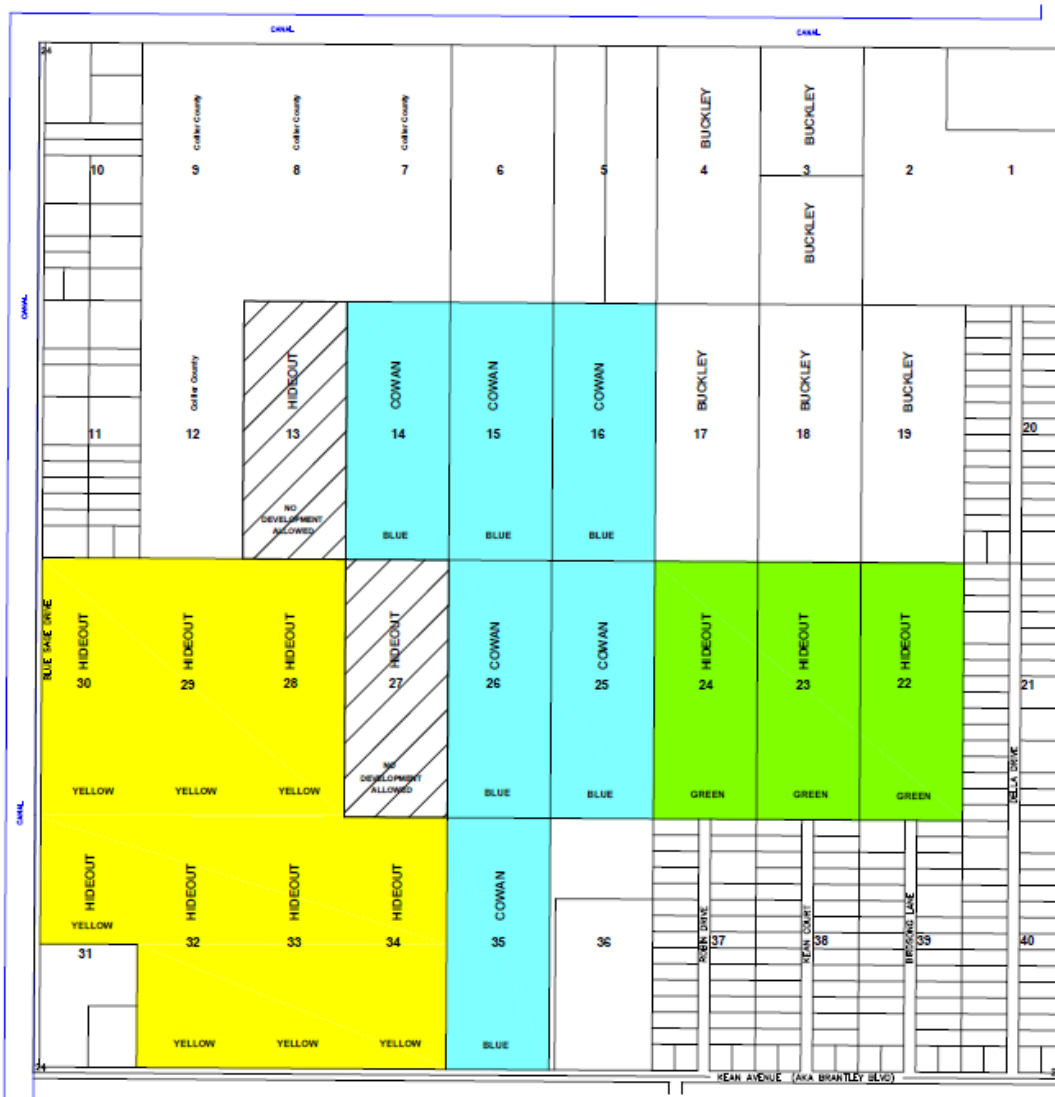 CANAL
CANAL
24
Collier County
Collier County
Collier County
BUCKLEY
BUCKLEY
10
9
8
7
6
5
4
3
2
1
BUCKLEY
CANAL
Collier County
HIDEOUT
COWAN
COWAN
COWAN
BUCKLEY
BUCKLEY
BUCKLEY
11
12
13
14
15
16
17
18
19
20
NO
DEVELOPMENT
ALLOWED
BLUE
BLUE
BLUE
BLUE SAGE DRIVE
HIDEOUT
HIDEOUT
HIDEOUT
HIDEOUT
COWAN
COWAN
HIDEOUT
HIDEOUT
HIDEOUT
30
29
28
27
26
25
24
23
22
21
NO
DEVELOPMENT
ALLOWED
YELLOW
YELLOW
YELLOW
BLUE
BLUE
GREEN
GREEN
GREEN
DELLA DRIVE
CANAL
HIDEOUT
HIDEOUT
HIDEOUT
HIDEOUT
COWAN
YELLOW
31
32
33
34
35
36
ROBIN DRIVE
37
KEAN COURT
38
BIRDSONG LANE
39
40
YELLOW
YELLOW
YELLOW
BLUE
24
KEAN AVENUE (AKA BRANTLEY BLVD)